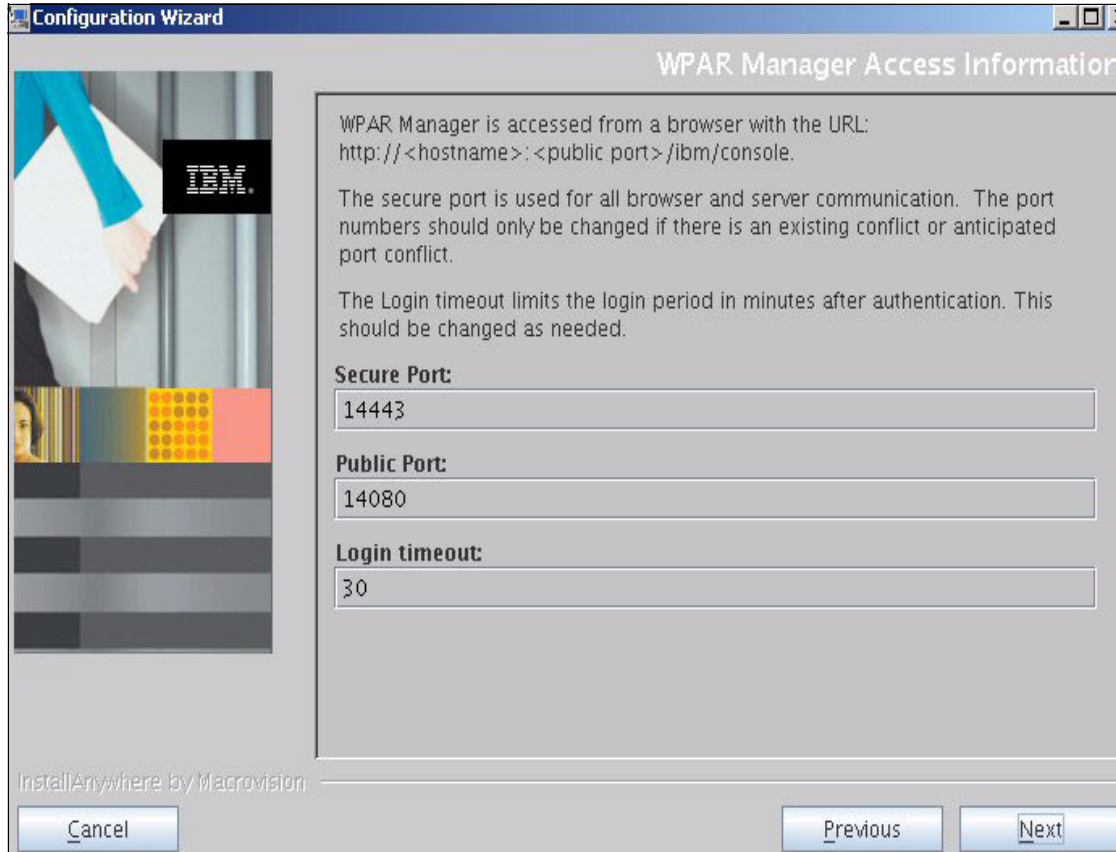 Configuration Wizard
WPAR Manager Access Information
IBM.
WPAR Manager is accessed from a browser with the URL:
http://<hostname>:<public port>/ibm/console.
The secure port is used for all browser and server communication. The port
numbers should only be changed if there is an existing conflict or anticipated
port conflict.
The Login timeout limits the login period in minutes after authentication. This
should be changed as needed.
Secure Port:
14443
Public Port:
14080
Login timeout:
30
InstallAnywhere by Macrovision
Cancel
Previous
Next